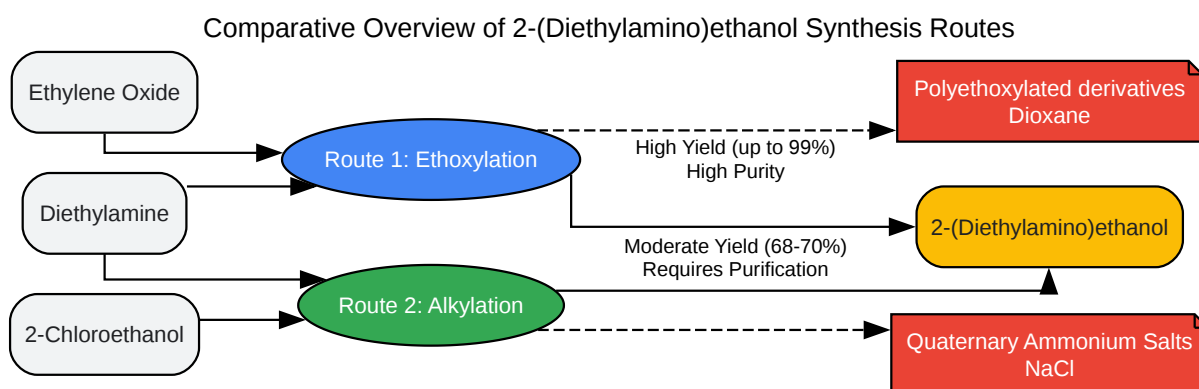 Comparative Overview of 2-(Diethylamino)ethanol Synthesis Routes
Ethylene Oxide
Polyethoxylated derivatives
Dioxane
Route 1: Ethoxylation
High Yield (up to 99%)
High Purity
Diethylamine
2-(Diethylamino)ethanol
Moderate Yield (68-70%)
Requires Purification
Route 2: Alkylation
2-Chloroethanol
Quaternary Ammonium Salts
NaCl